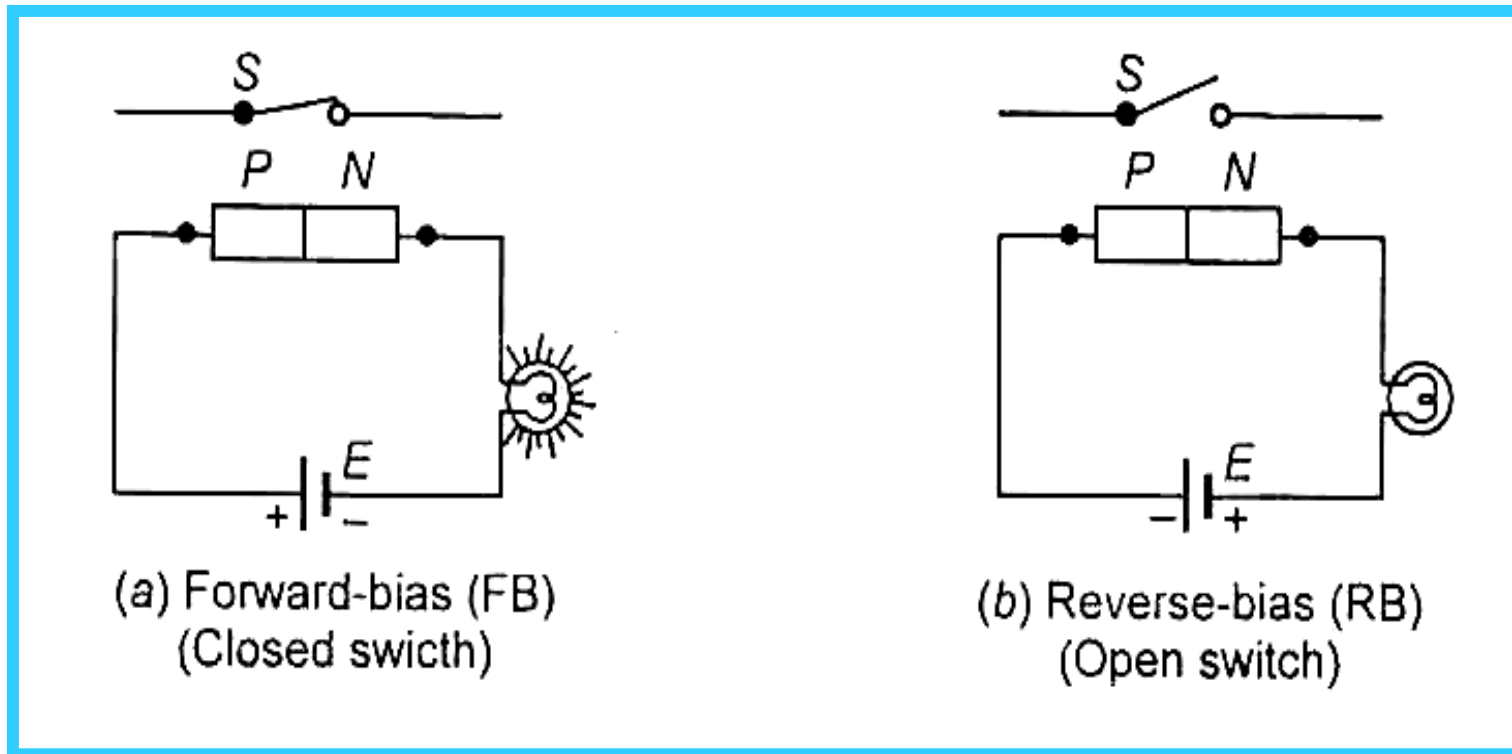 S
P N
E
+ –
(a) Forward-bias (FB)
(Closed swicth)
S
P N
E
– +
(b) Reverse-bias (RB)
(Open switch)